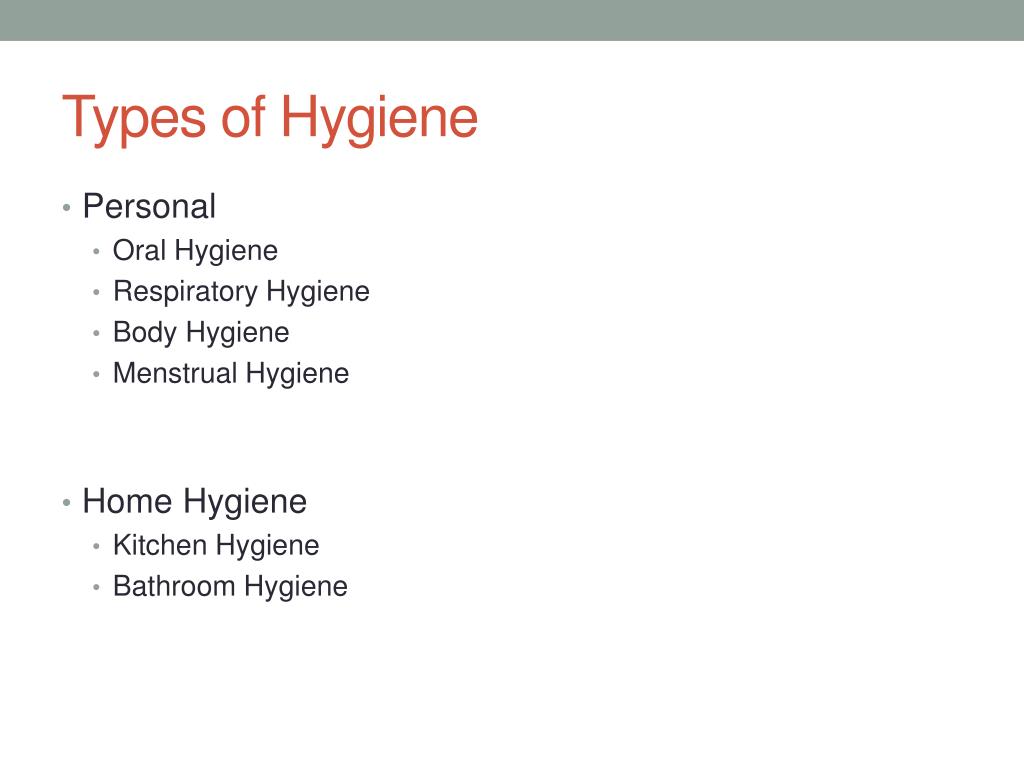 Types of Hygiene
• Personal
• Oral Hygiene
• Respiratory Hygiene
• Body Hygiene
• Menstrual Hygiene
• Home Hygiene
• Kitchen Hygiene
• Bathroom Hygiene